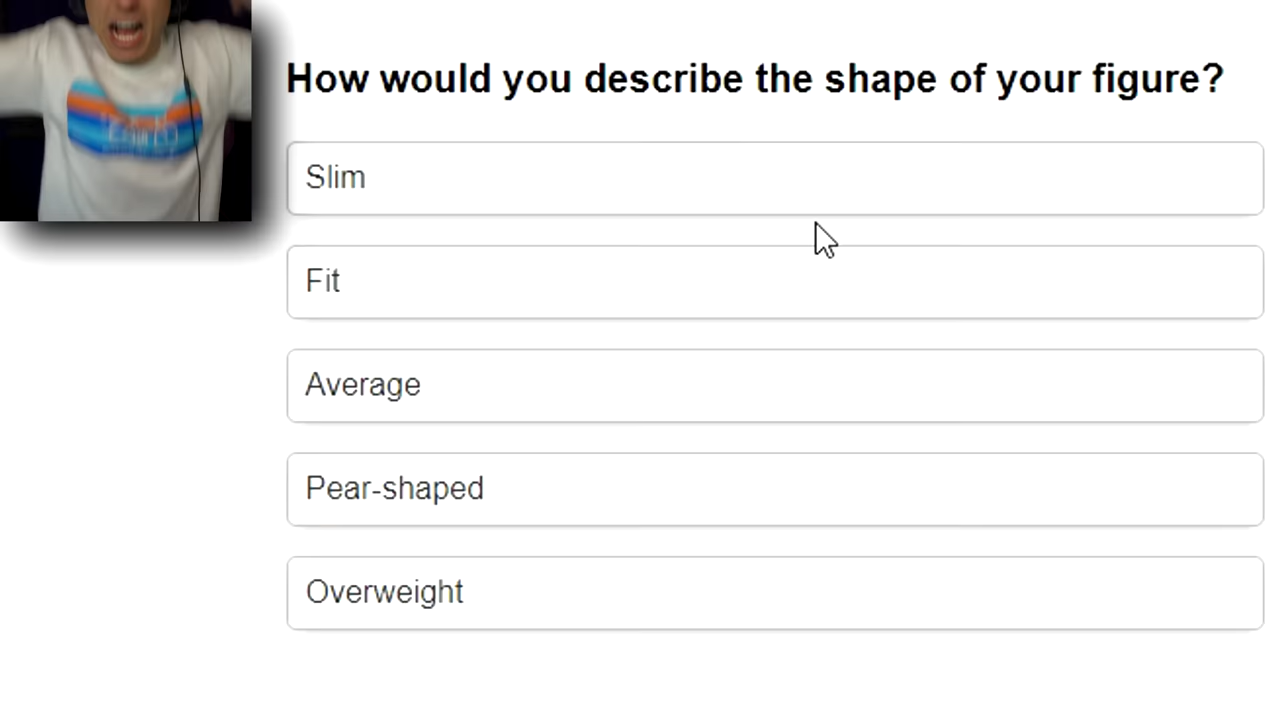 How would you describe the shape of your figure?
Slim
Fit
Average
Pear-shaped
Overweight